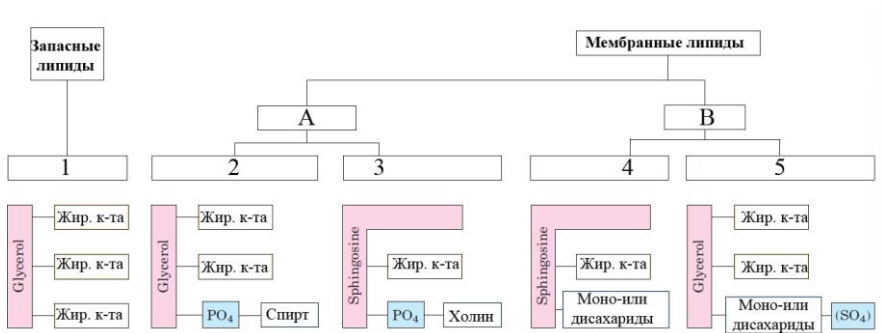 Запасные
липиды
Мембранные липиды
A
B
1
2
3
4
5
Glycerol
Жир. к-та
Жир. к-та
Жир. к-та
Glycerol
Жир. к-та
Жир. к-та
PO₄
Спирт
Sphingosine
Жир. к-та
PO₄
Холин
Sphingosine
Жир. к-та
Моно-или
дисахариды
Glycerol
Жир. к-та
Жир. к-та
Моно-или
дисахариды
(SO₄)